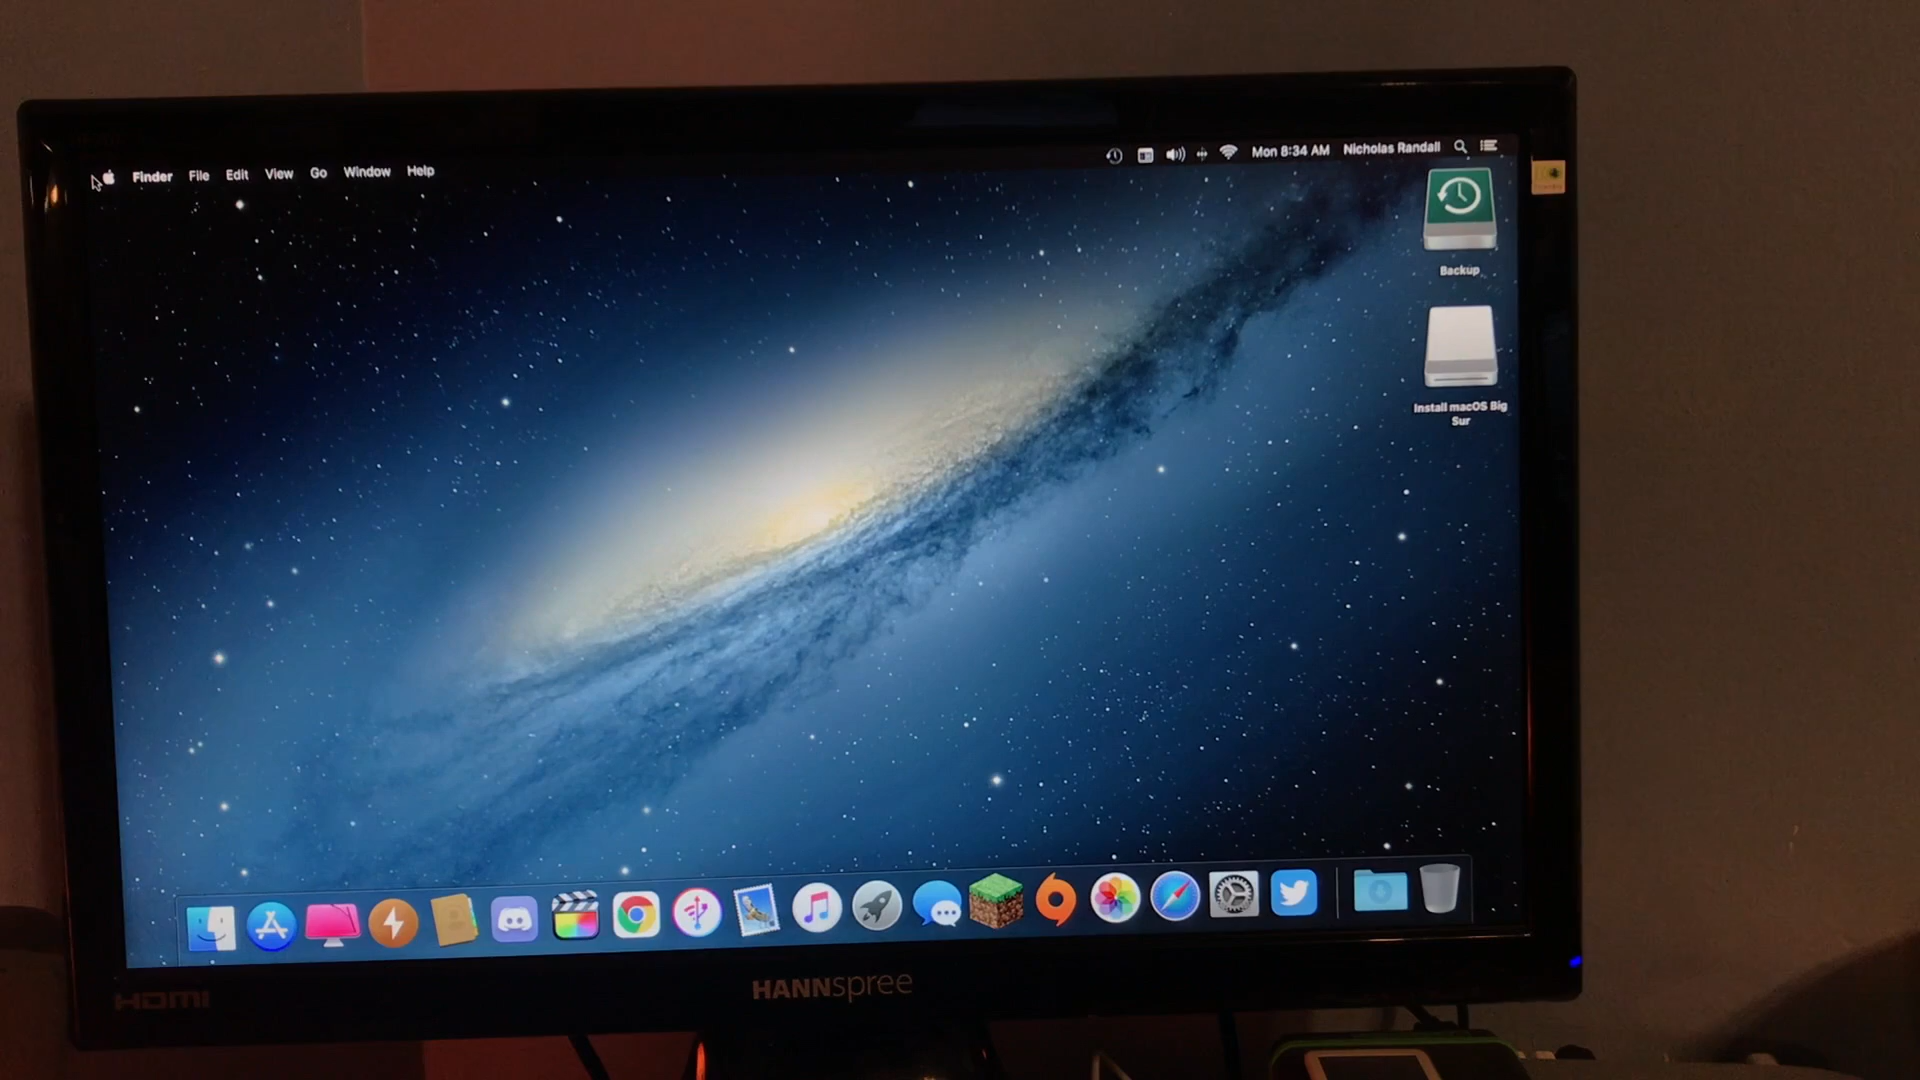 Finder File Edit View Go Window Help
Mon 8:34 AM Nicholas Randall
Backup
Install macOS Big
Sur
HDMI
HANNspree